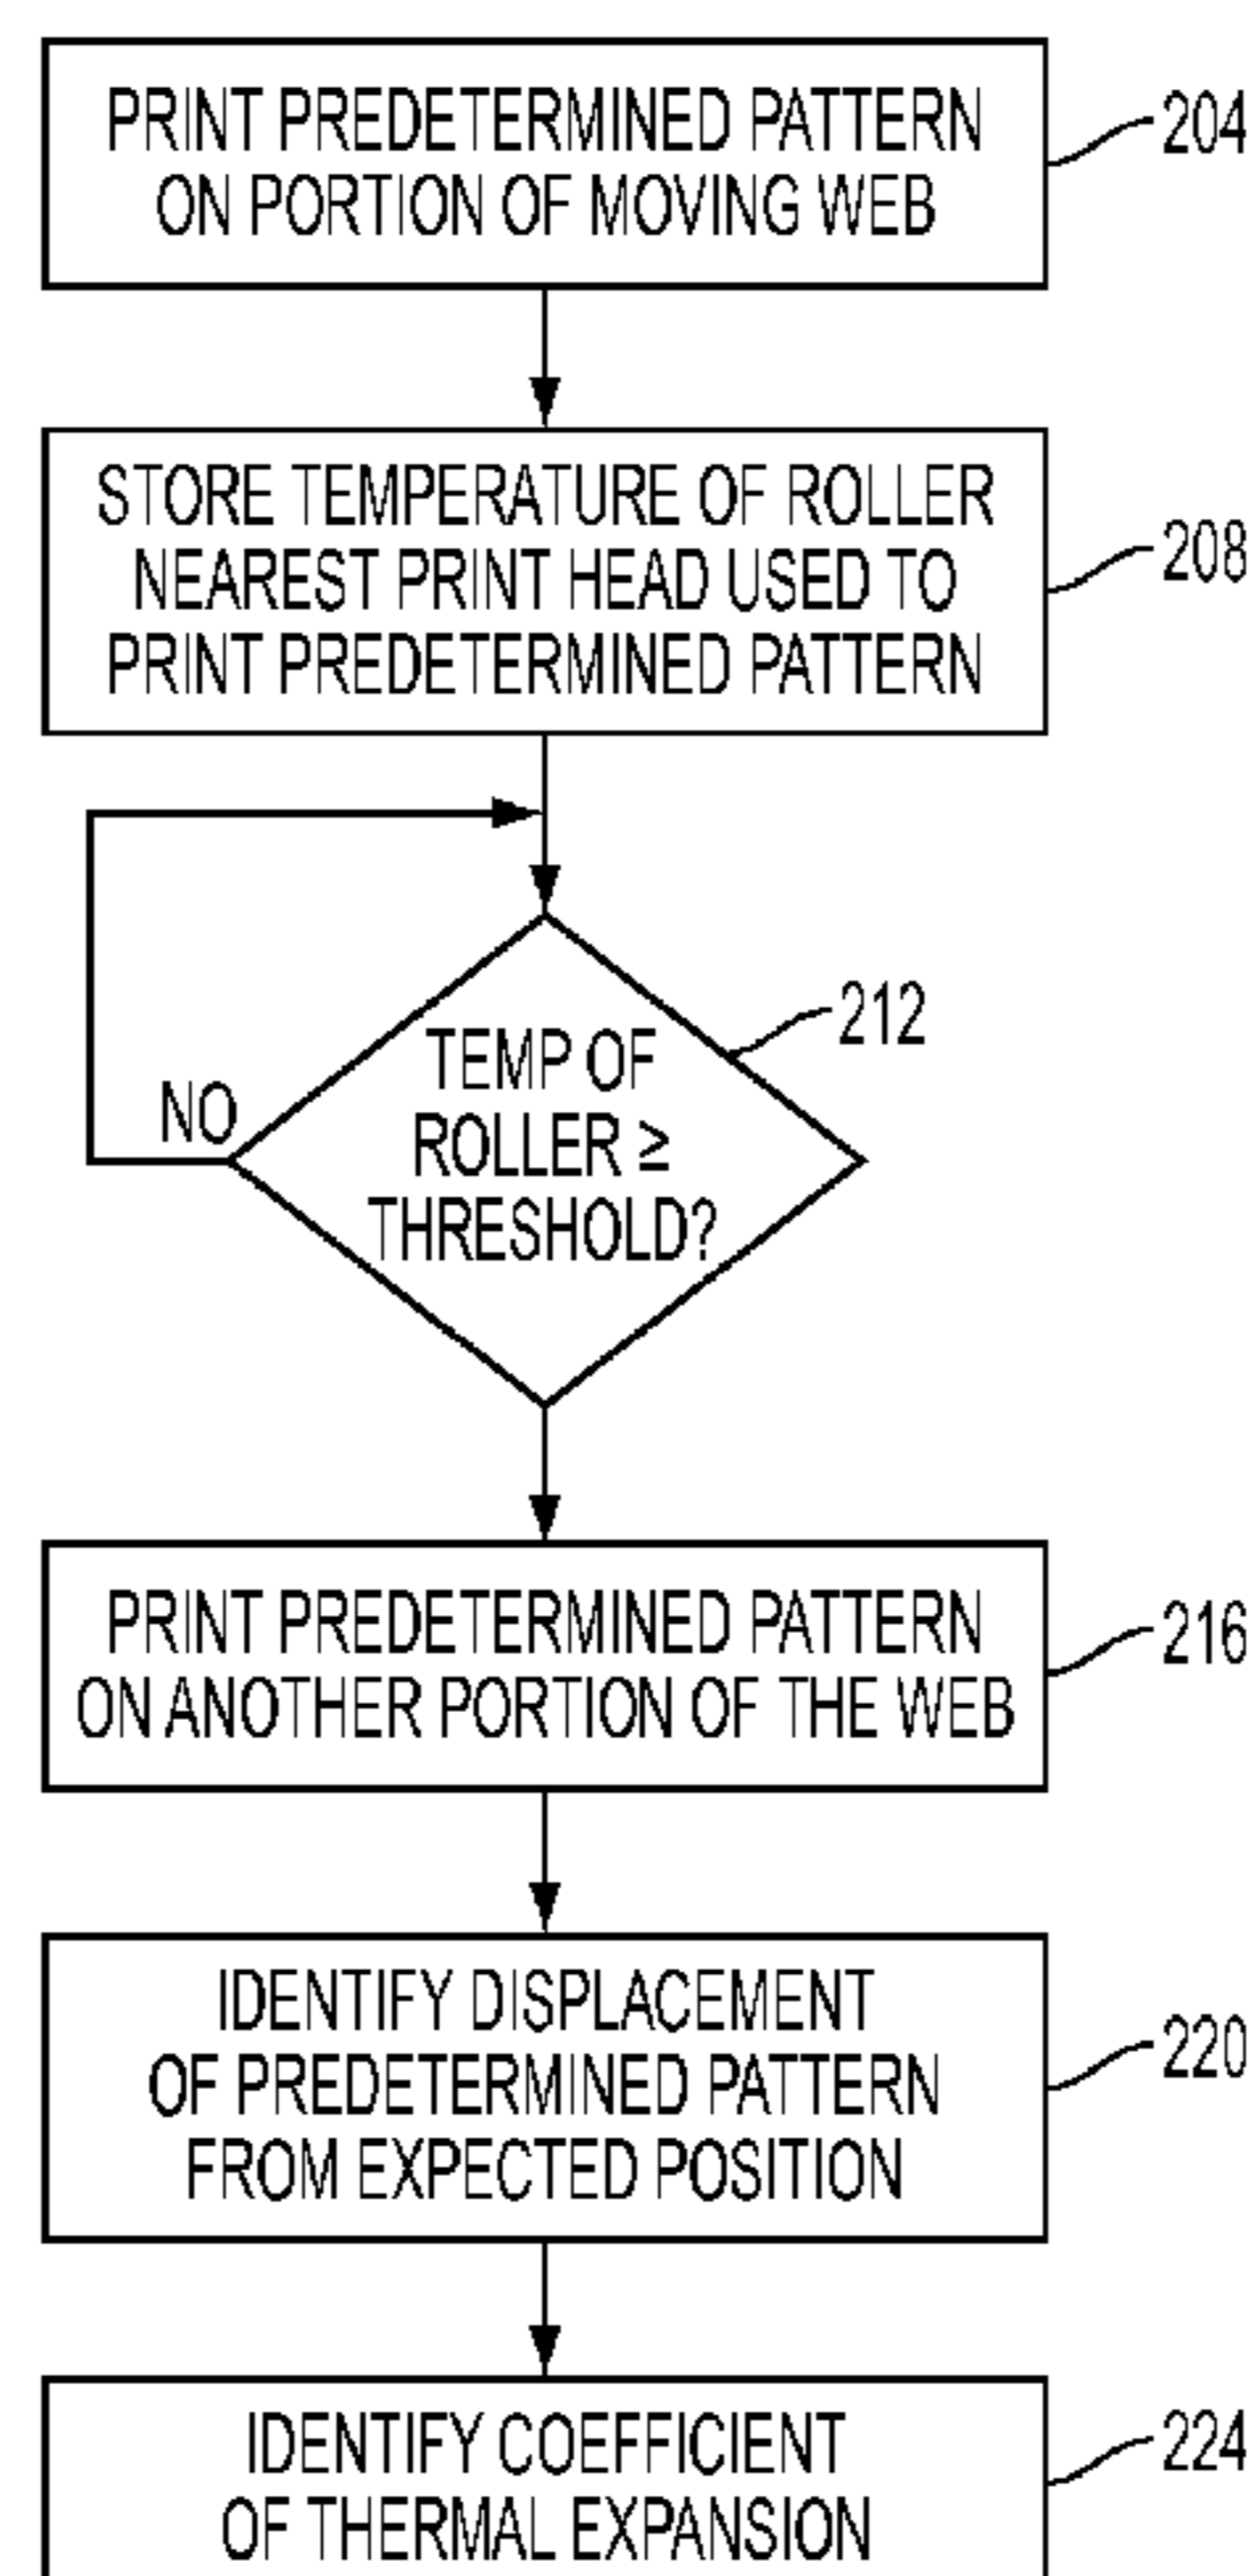 PRINT PREDETERMINED PATTERN
ON PORTION OF MOVING WEB
204
STORE TEMPERATURE OF ROLLER
NEAREST PRINT HEAD USED TO
PRINT PREDETERMINED PATTERN
208
212
TEMP OF
ROLLER ≥
THRESHOLD?
NO
PRINT PREDETERMINED PATTERN
ON ANOTHER PORTION OF THE WEB
216
IDENTIFY DISPLACEMENT
OF PREDETERMINED PATTERN
FROM EXPECTED POSITION
220
IDENTIFY COEFFICIENT
OF THERMAL EXPANSION
224